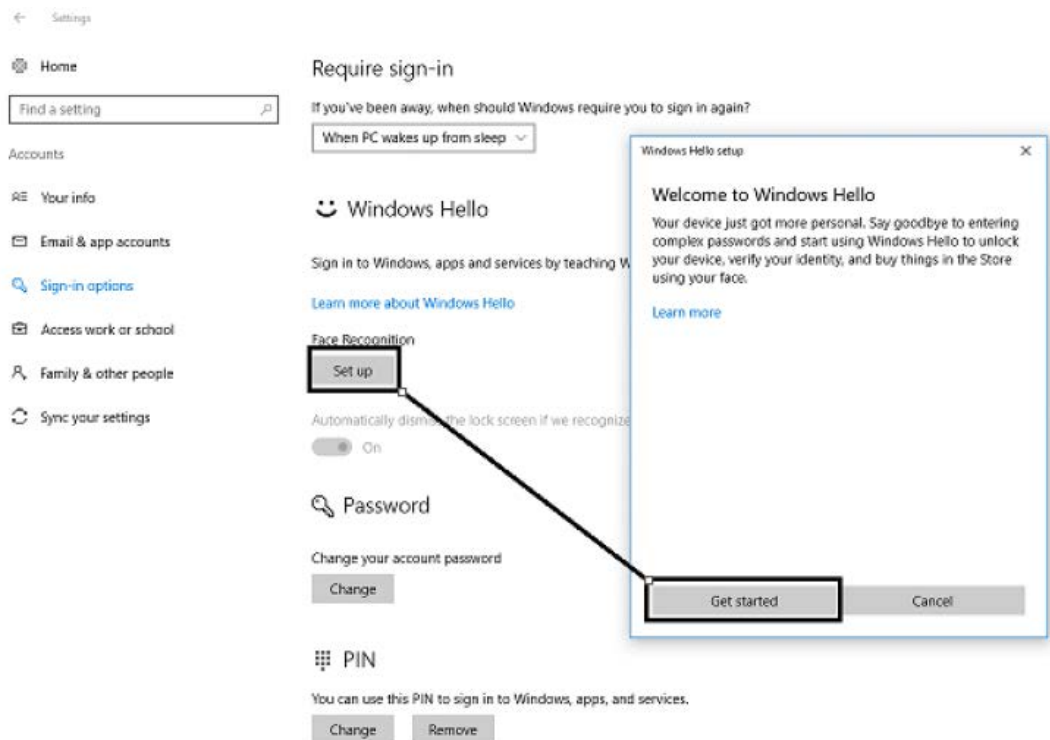 Settings
Home
Find a setting
Accounts
Your info
Email & app accounts
Sign-in options
Access work or school
Family & other people
Sync your settings
Require sign-in
If you've been away, when should Windows require you to sign in again?
When PC wakes up from sleep
Windows Hello
Sign in to Windows, apps and services by teaching W
Learn more about Windows Hello
Face Recognition
Set up
Automatically dismiss the lock screen if we recognize
On
Password
Change your account password
Change
PIN
You can use this PIN to sign in to Windows, apps, and services.
Change Remove
Windows Hello setup
Welcome to Windows Hello
Your device just got more personal. Say goodbye to entering
complex passwords and start using Windows Hello to unlock
your device, verify your identity, and buy things in the Store
using your face.
Learn more
Get started Cancel